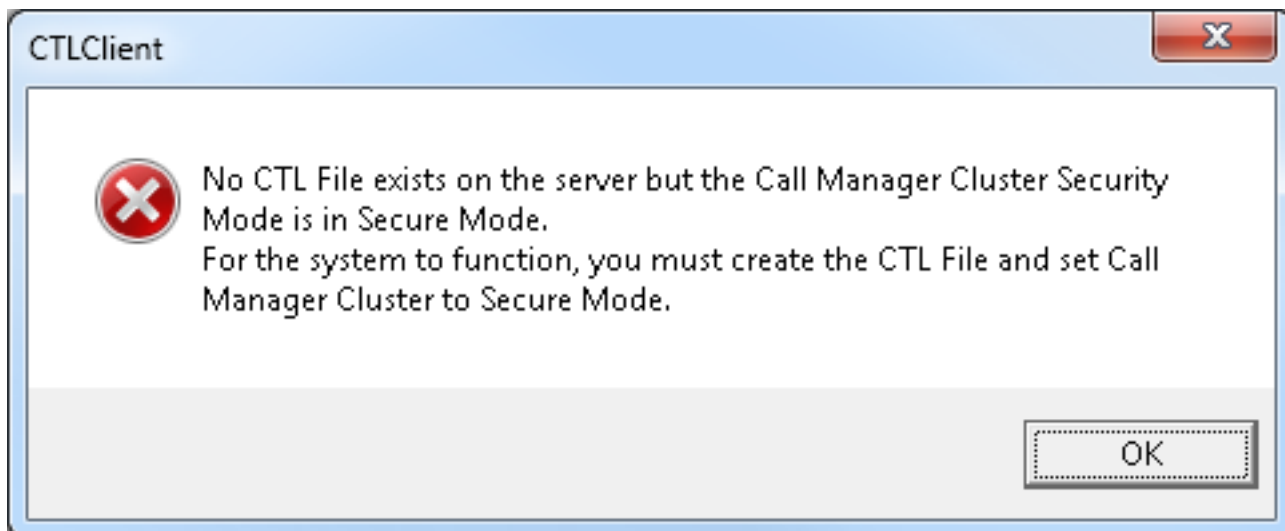 CTLClient
No CTL File exists on the server but the Call Manager Cluster Security
Mode is in Secure Mode.
For the system to function, you must create the CTL File and set Call
Manager Cluster to Secure Mode.
OK